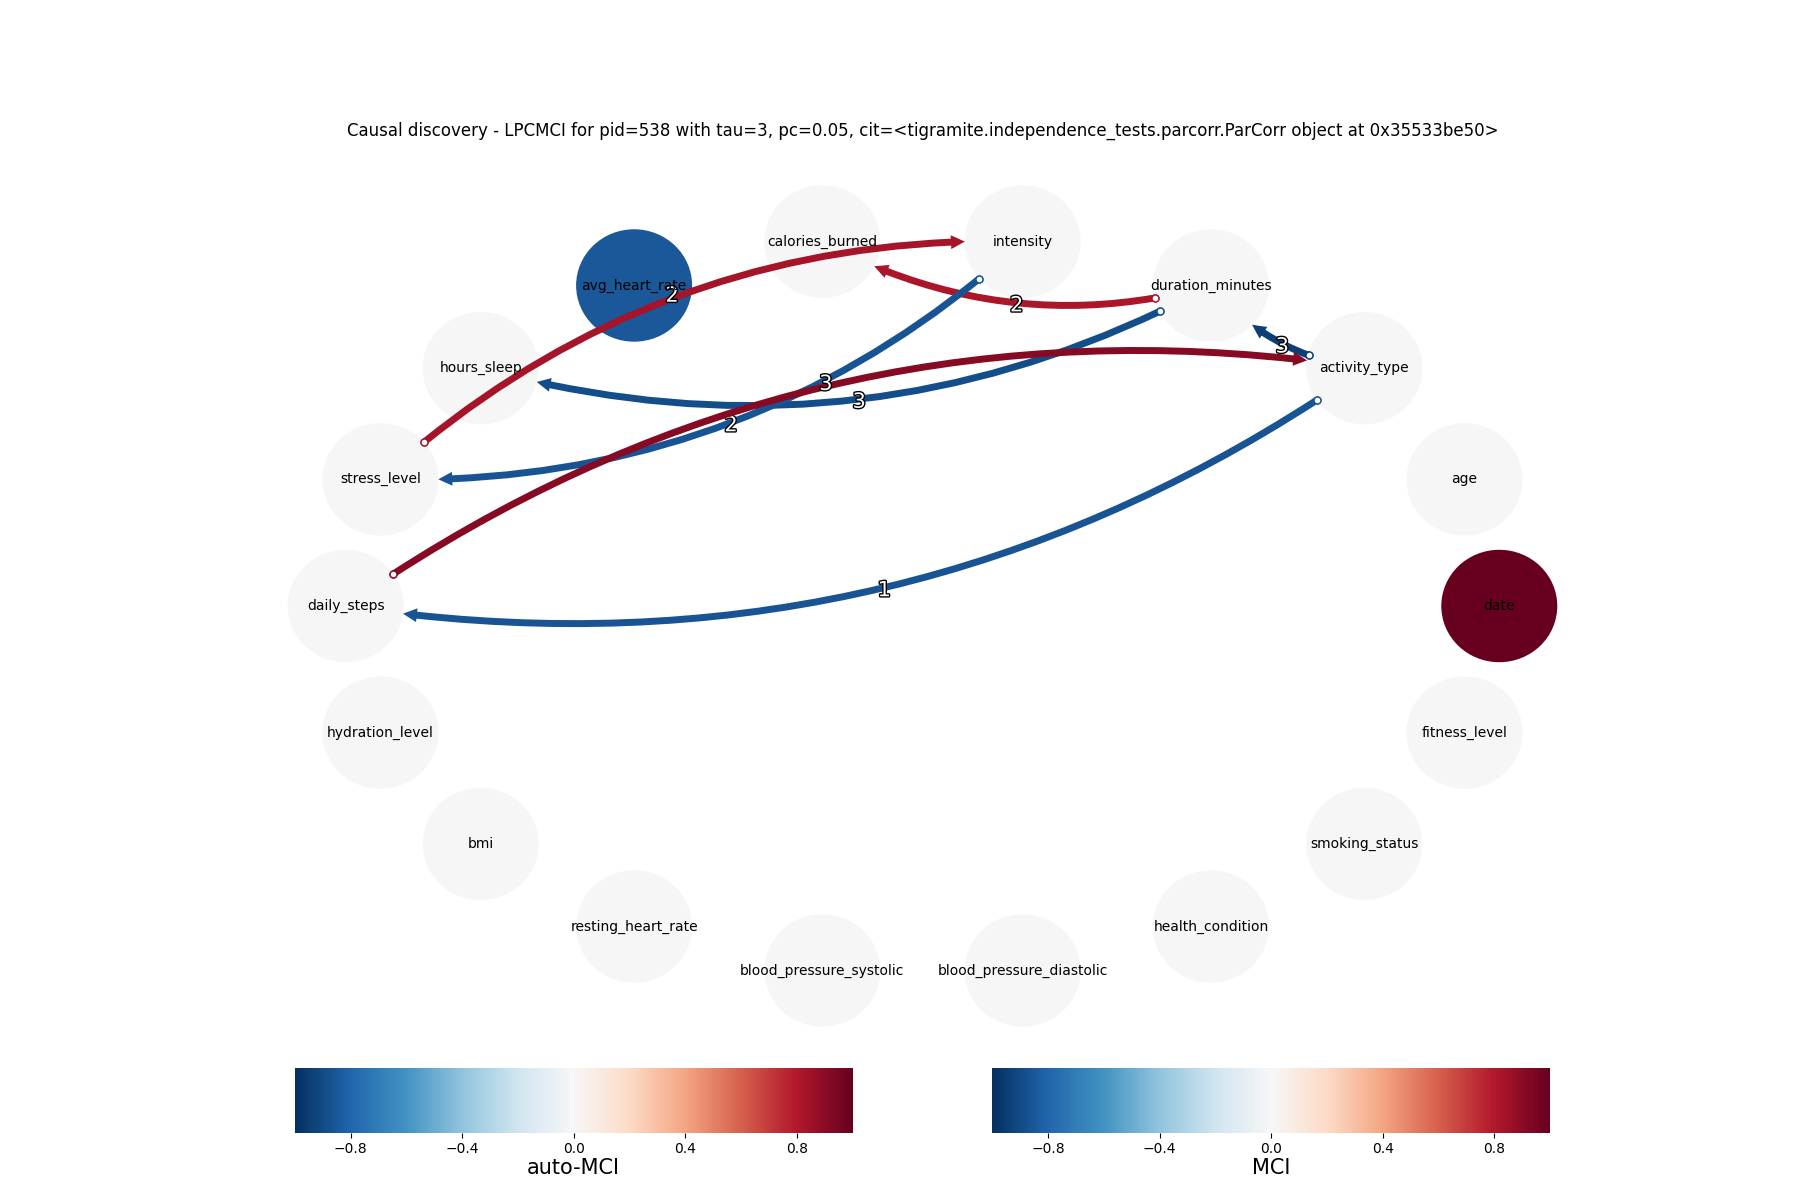 Causal discovery - LPCMCI for pid=538 with tau=3, pc=0.05, cit=<tigramite.independence_tests.parcorr.ParCorr object at 0x35533be50>
calories_burned
intensity
avg_heart_rate
duration_minutes
2
2
3
hours_sleep
activity_type
3
3
2
stress_level
age
1
daily_steps
date
hydration_level
fitness_level
bmi
smoking_status
resting_heart_rate
health_condition
blood_pressure_systolic
blood_pressure_diastolic
−0.8 −0.4 0.0 0.4 0.8
auto-MCI
−0.8 −0.4 0.0 0.4 0.8
MCI